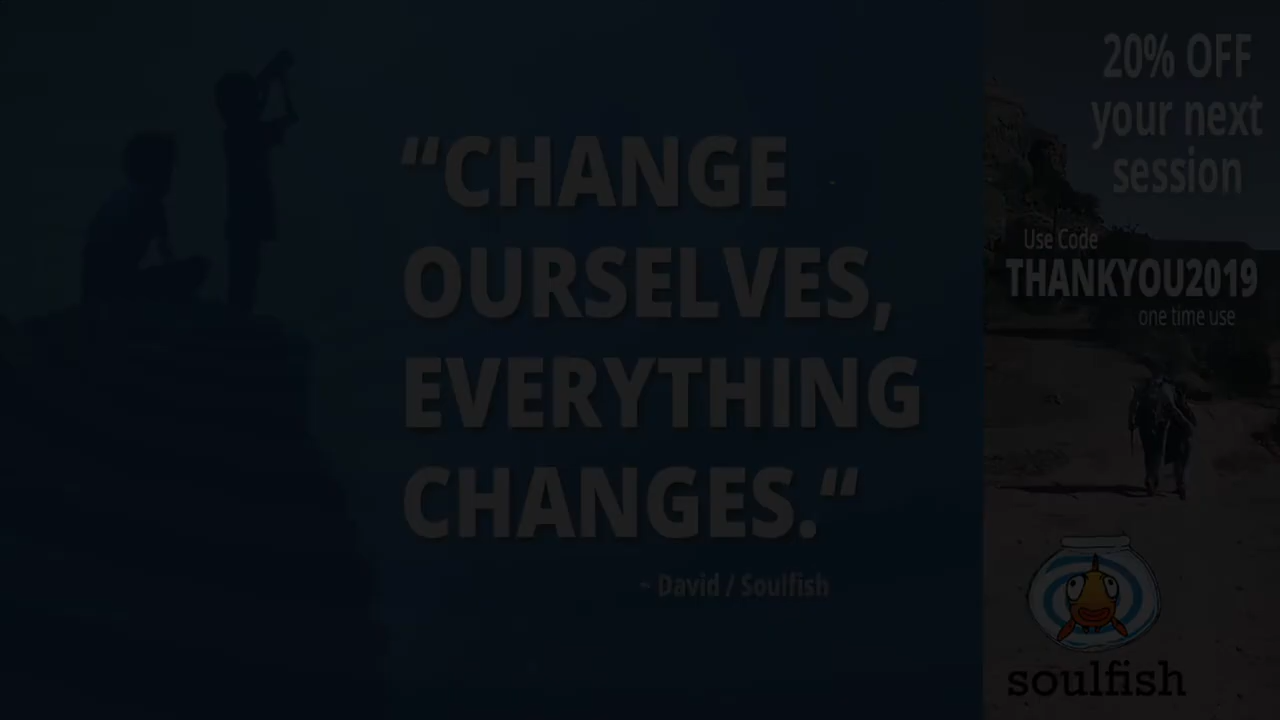 “CHANGE
OURSELVES,
EVERYTHING
CHANGES.“
~ David / Soulfish
20% OFF
your next
session
Use Code
THANKYOU2019
one time use
soulfish